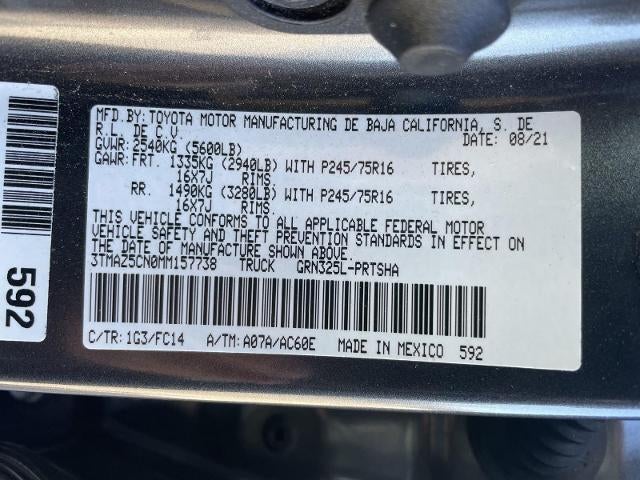 MFD.BY: TOYOTA MOTOR MANUFACTURING DE BAJA CALIFORNIA, S. DE
R.L. DE C.V. DATE: 08/21
GVWR: 2540KG (5600LB)
GAWR: FRT. 1335KG (2940LB) WITH P245/75R16 TIRES,
16X7J RIMS.
RR. 1490KG (3280LB) WITH P245/75R16 TIRES,
16X7J RIMS.
THIS VEHICLE CONFORMS TO ALL APPLICABLE FEDERAL MOTOR
VEHICLE SAFETY AND THEFT PREVENTION STANDARDS IN EFFECT ON
THE DATE OF MANUFACTURE SHOWN ABOVE.
3TMAZ5CN0MM157738 TRUCK GRN325L-PRTSHA
C/TR: 1G3/FC14 A/TM: A07A/AC60E MADE IN MEXICO 592
592